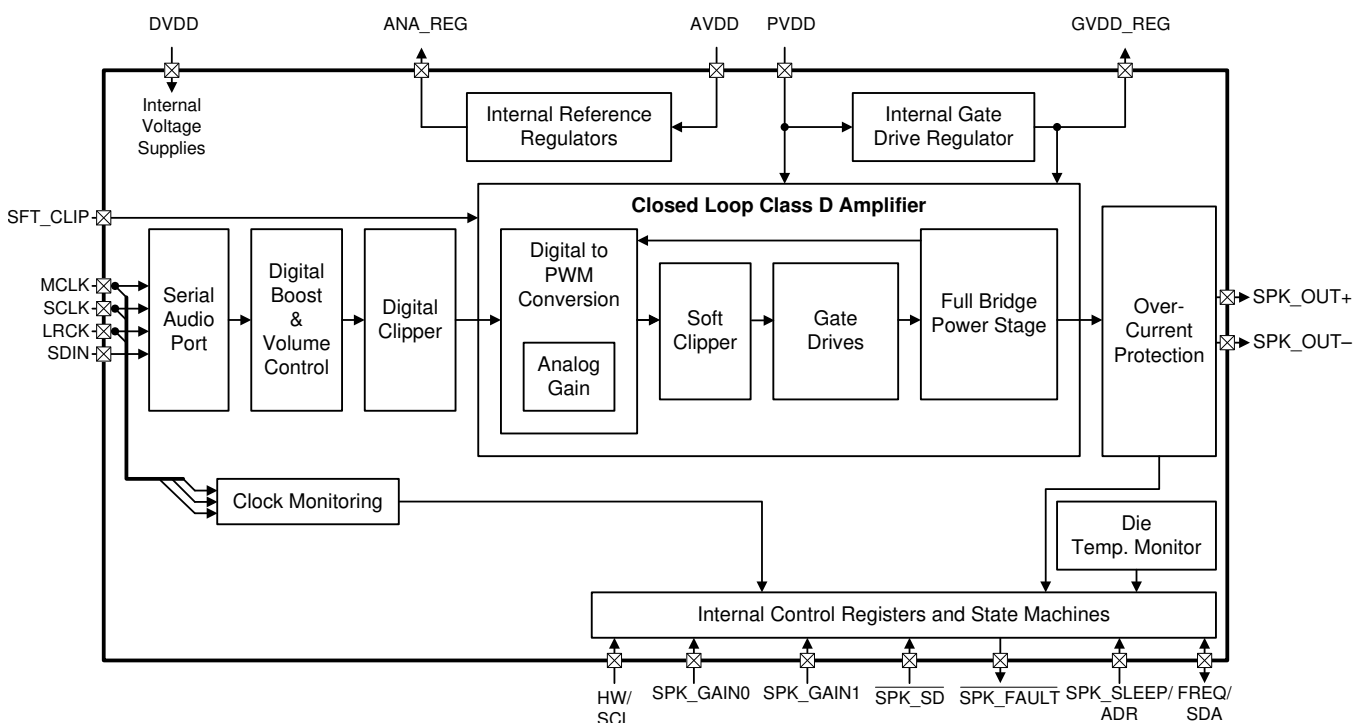 DVDD
ANA_REG
AVDD
PVDD
GVDD_REG
Internal
Voltage
Supplies
Internal Reference
Regulators
Internal Gate
Drive Regulator
SFT_CLIP
Closed Loop Class D Amplifier
MCLK
SCLK
LRCK
SDIN
Serial
Audio
Port
Digital
Boost
&
Volume
Control
Digital
Clipper
Digital to
PWM
Conversion
Analog
Gain
Soft
Clipper
Gate
Drives
Full Bridge
Power Stage
Over-
Current
Protection
SPK_OUT+
SPK_OUT–
Clock Monitoring
Die
Temp. Monitor
Internal Control Registers and State Machines
HW/
SCL
SPK_GAIN0
SPK_GAIN1
SPK_SD
SPK_FAULT
SPK_SLEEP/
ADR
FREQ/
SDA